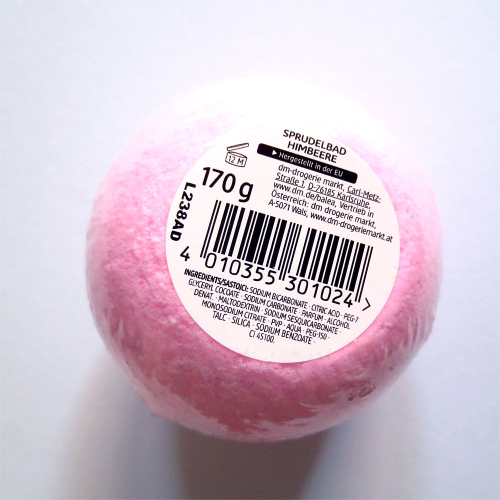 SPRUDELBAD
HIMBEERE
Hergestellt in der EU
12 M
170 g
dm-drogerie markt, Carl-Metz-
Straße 1, D-76185 Karlsruhe,
www.dm.de/balea, Vertrieb in
Österreich: dm drogerie markt,
A-5071 Wals, www.dm-drogeriemarkt.at
L238AD
4 010355 301024 >
INGREDIENTS/SASTOJCI: SODIUM BICARBONATE · CITRIC ACID · PEG-7
GLYCERYL COCOATE · SODIUM CARBONATE · PARFUM · ALCOHOL
DENAT. · MALTODEXTRIN · SODIUM SESQUICARBONATE ·
MONOSODIUM CITRATE · PVP · AQUA · PEG-150 ·
TALC · SILICA · SODIUM BENZOATE ·
CI 45100.